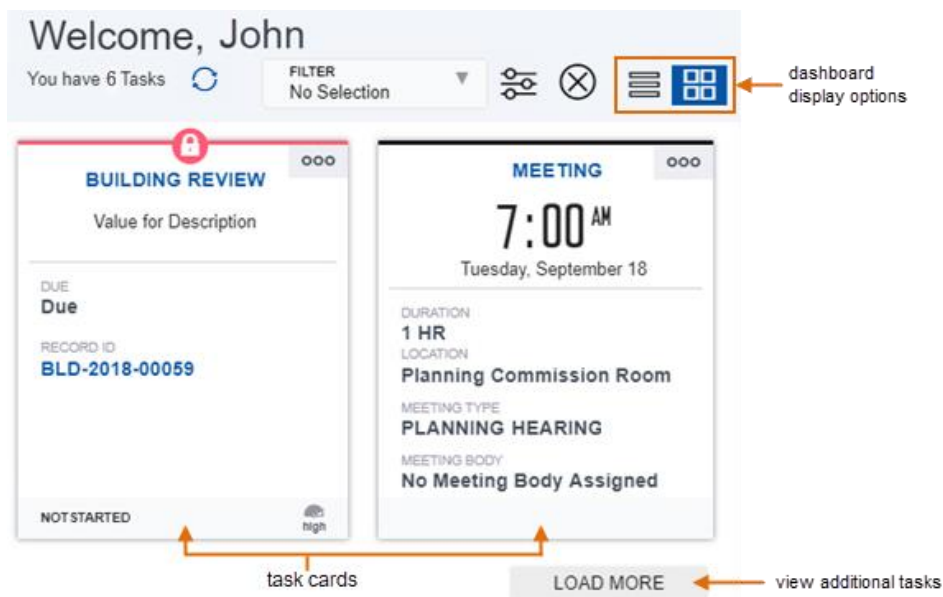 Welcome, John
You have 6 Tasks
FILTER
No Selection
dashboard
display options
BUILDING REVIEW
Value for Description
DUE
Due
RECORD ID
BLD-2018-00059
NOT STARTED
high
MEETING
7:00 AM
Tuesday, September 18
DURATION
1 HR
LOCATION
Planning Commission Room
MEETING TYPE
PLANNING HEARING
MEETING BODY
No Meeting Body Assigned
task cards
LOAD MORE
view additional tasks